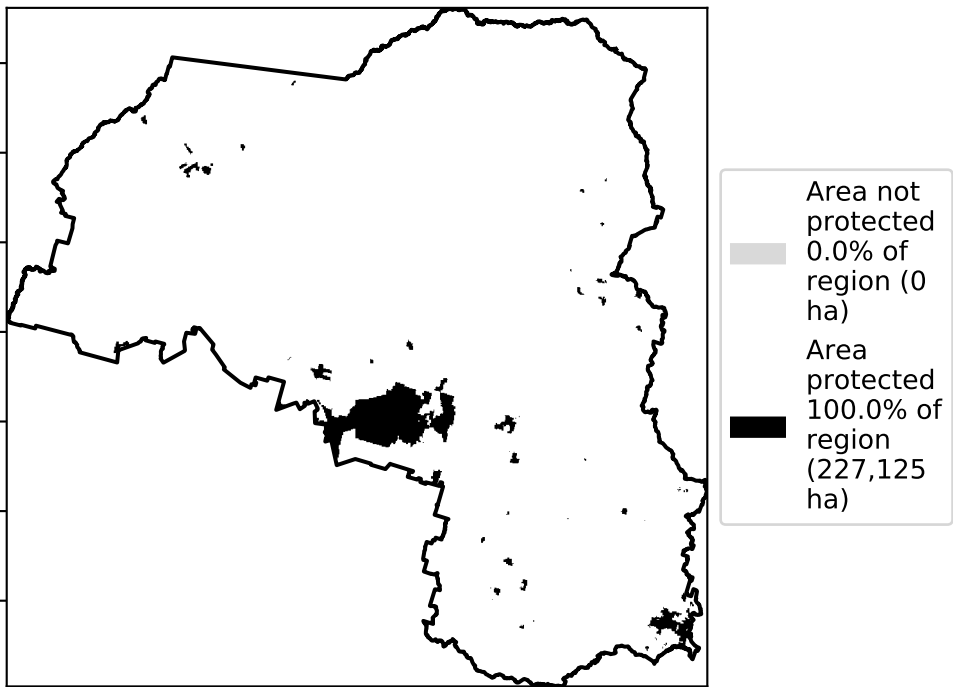 Area not
protected
0.0% of
region (0
ha)
Area
protected
100.0% of
region
(227,125
ha)